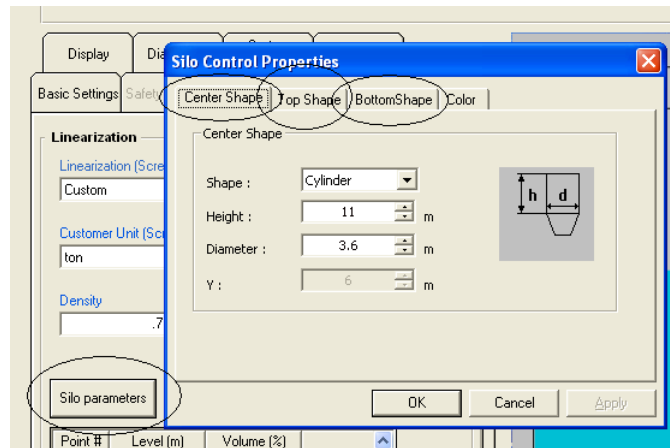 Display
Silo Control Properties
Basic Settings
Center Shape Top Shape BottomShape Color
Linearization
Center Shape
Linearization (Scre
Custom
Shape : Cylinder
h d
Height : 11 m
Customer Unit (Scr
ton
Diameter : 3.6 m
Y : 6 m
Density
.7
Silo parameters
OK Cancel Apply
Point # Level (m) Volume (%)